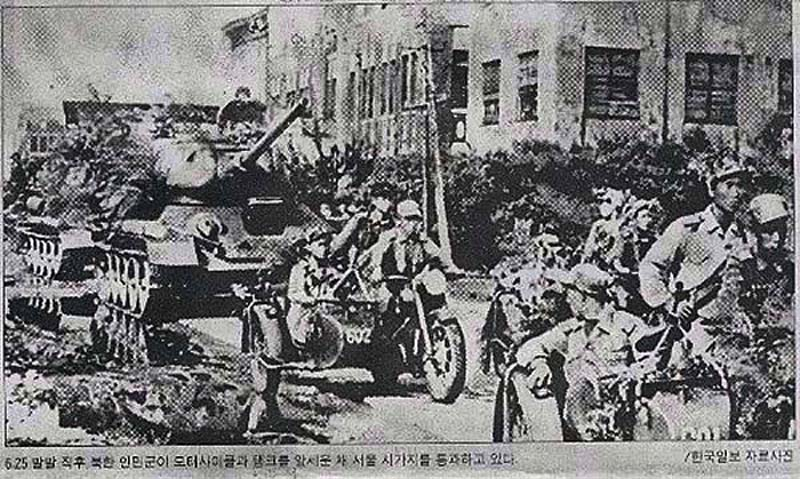 602
6.25 발발 직후 북한 인민군이 모터사이클과 탱크를 앞세운 채 서울 시가지를 통과하고 있다.
/한국일보 자료사진